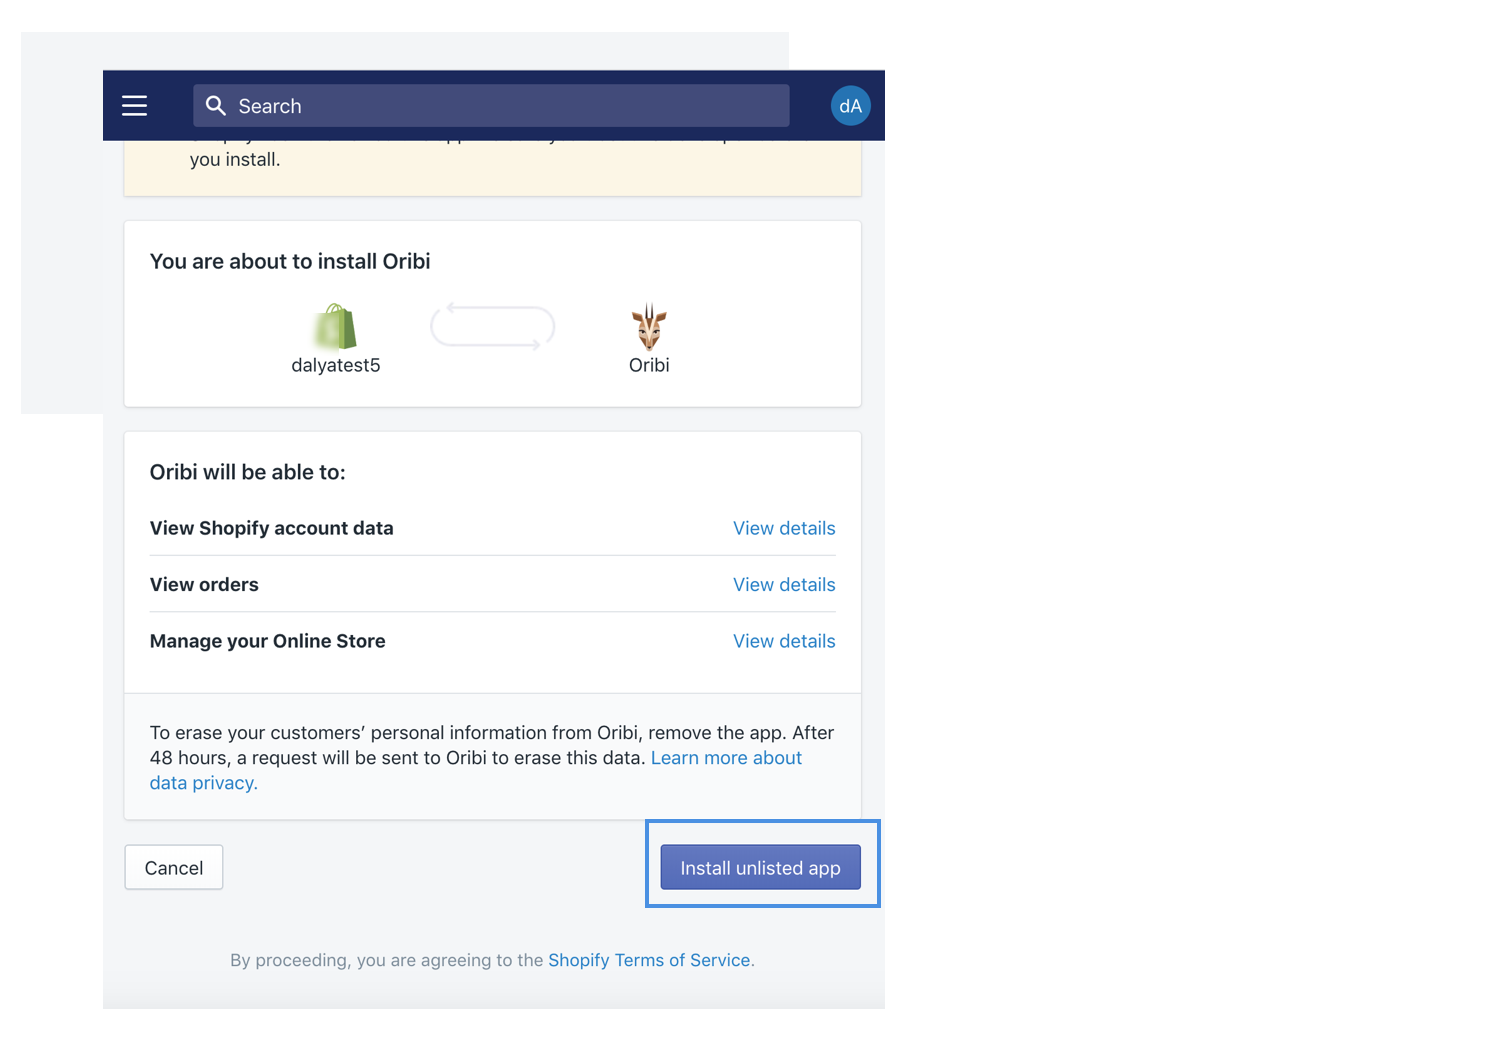 Search
dA
you install.
You are about to install Oribi
dalyatest5
Oribi
Oribi will be able to:
View Shopify account data
View details
View orders
View details
Manage your Online Store
View details
To erase your customers’ personal information from Oribi, remove the app. After
48 hours, a request will be sent to Oribi to erase this data. Learn more about
data privacy.
Cancel
Install unlisted app
By proceeding, you are agreeing to the Shopify Terms of Service.